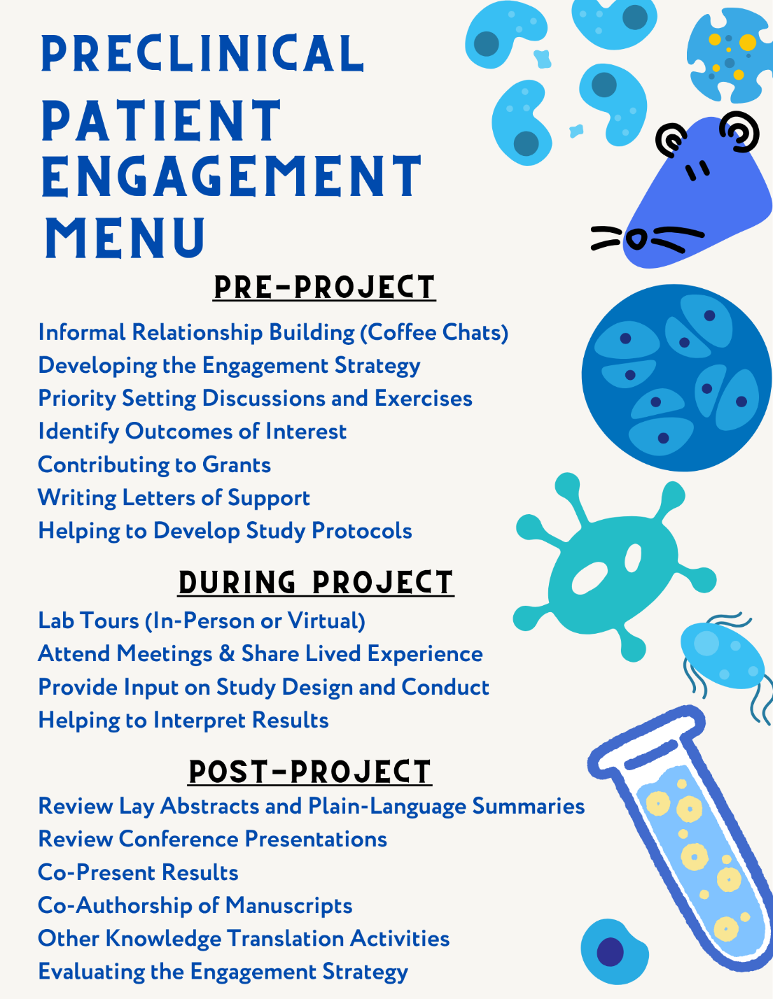 PRECLINICAL
PATIENT
ENGAGEMENT
MENU
PRE-PROJECT
Informal Relationship Building (Coffee Chats)
Developing the Engagement Strategy
Priority Setting Discussions and Exercises
Identify Outcomes of Interest
Contributing to Grants
Writing Letters of Support
Helping to Develop Study Protocols
DURING PROJECT
Lab Tours (In-Person or Virtual)
Attend Meetings & Share Lived Experience
Provide Input on Study Design and Conduct
Helping to Interpret Results
POST-PROJECT
Review Lay Abstracts and Plain-Language Summaries
Review Conference Presentations
Co-Present Results
Co-Authorship of Manuscripts
Other Knowledge Translation Activities
Evaluating the Engagement Strategy